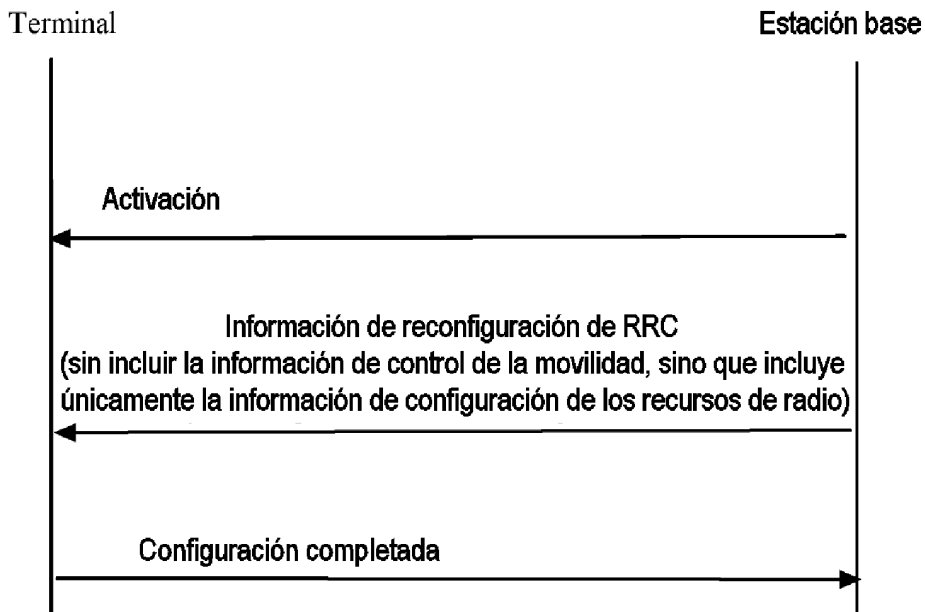 Terminal
Estación base
Activación
Información de reconfiguración de RRC
(sin incluir la información de control de la movilidad, sino que incluye
únicamente la información de configuración de los recursos de radio)
Configuración completada